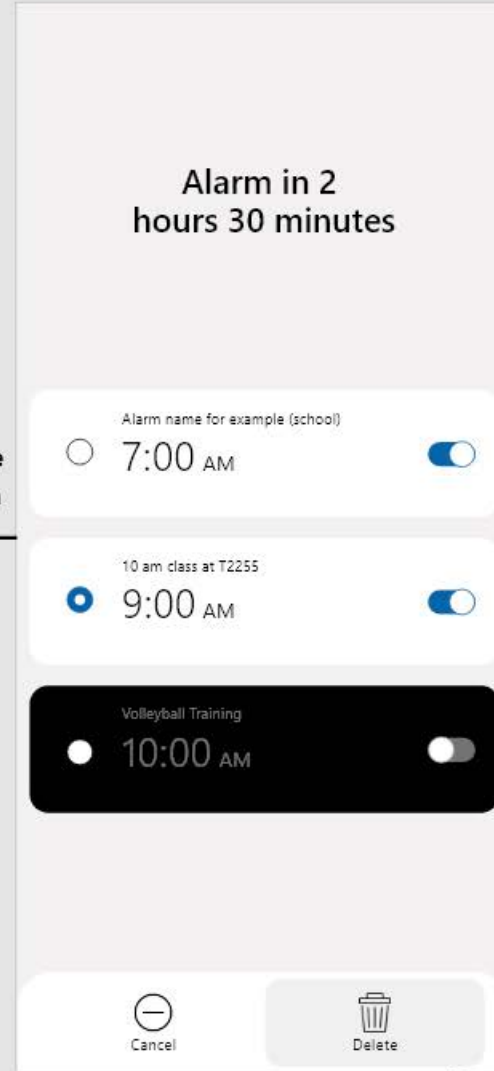 Alarm in 2
hours 30 minutes
Alarm name for example (school)
7:00 AM
10 am class at T2255
9:00 AM
Volleyball Training
10:00 AM
Cancel
Delete